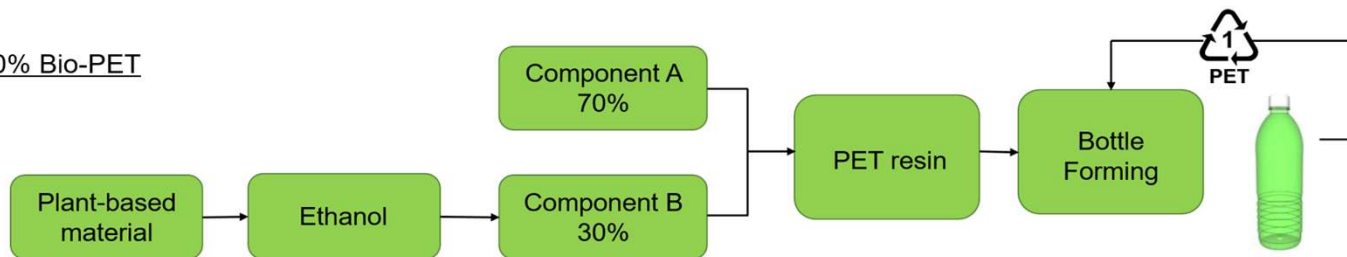 0% Bio-PET
Component A
70%
Plant-based
material
Ethanol
Component B
30%
PET resin
Bottle
Forming
1
PET